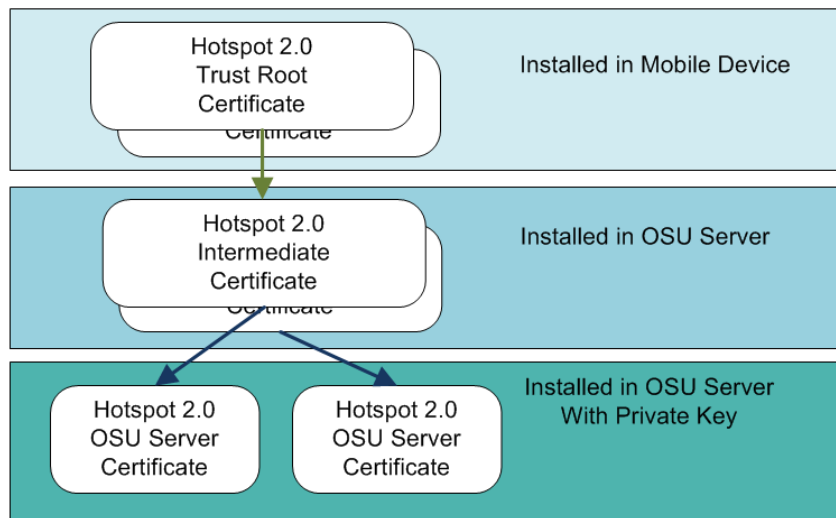 Hotspot 2.0
Trust Root
Certificate
Certificate
Installed in Mobile Device
Hotspot 2.0
Intermediate
Certificate
Certificate
Installed in OSU Server
Hotspot 2.0
OSU Server
Certificate
Hotspot 2.0
OSU Server
Certificate
Installed in OSU Server
With Private Key